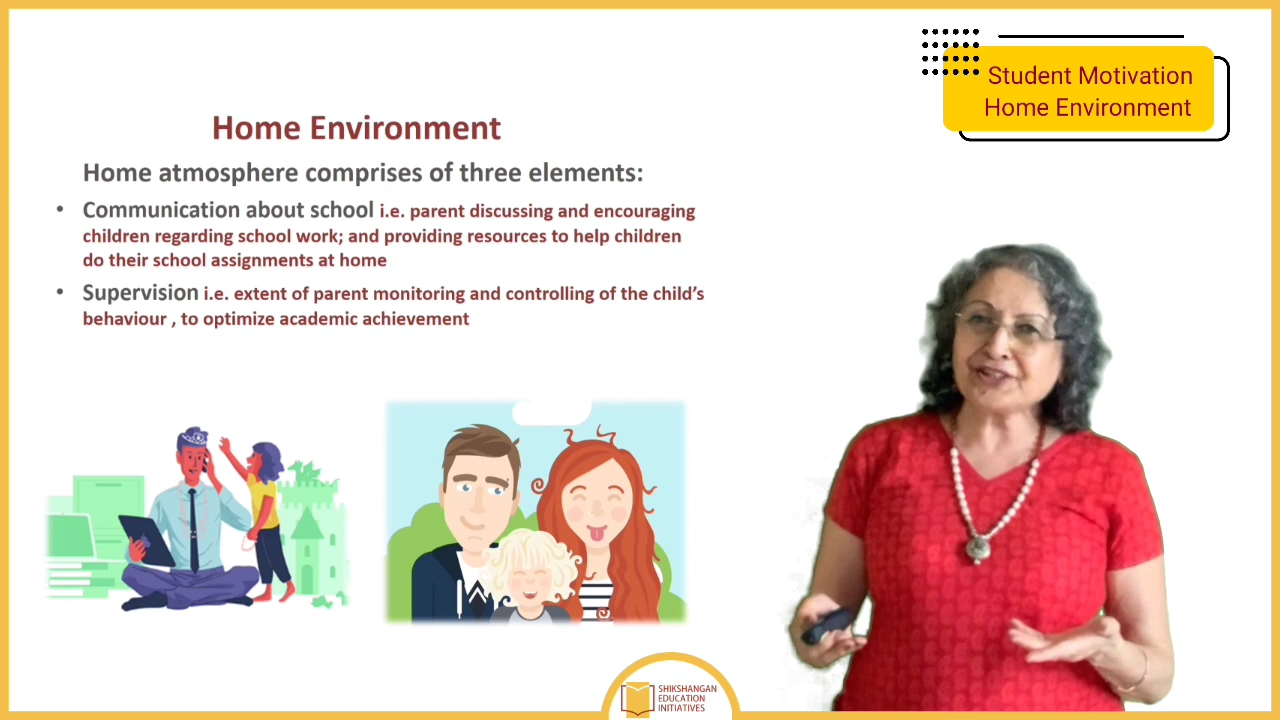 Student Motivation
Home Environment
Home Environment
Home atmosphere comprises of three elements:
• Communication about school i.e. parent discussing and encouraging
children regarding school work; and providing resources to help children
do their school assignments at home
• Supervision i.e. extent of parent monitoring and controlling of the child's
behaviour , to optimize academic achievement
SHIKSHANGAN
EDUCATION
INITIATIVES